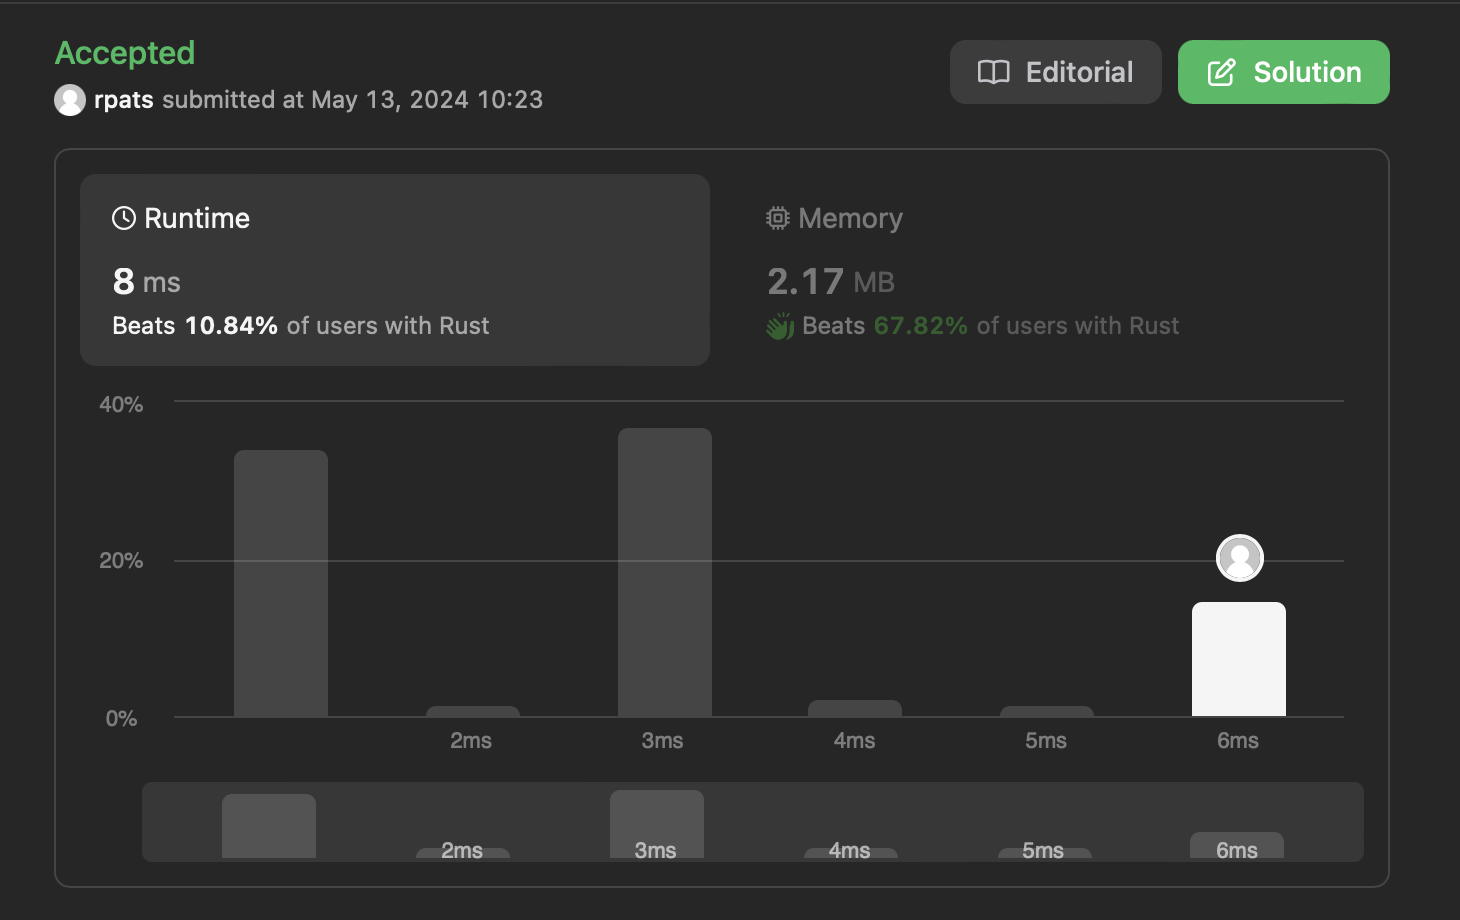 Accepted
rpats submitted at May 13, 2024 10:23
Editorial
Solution
Runtime
8 ms
Beats 10.84% of users with Rust
Memory
2.17 MB
Beats 67.82% of users with Rust
40%
20%
0%
2ms 3ms 4ms 5ms 6ms
2ms 3ms 4ms 5ms 6ms